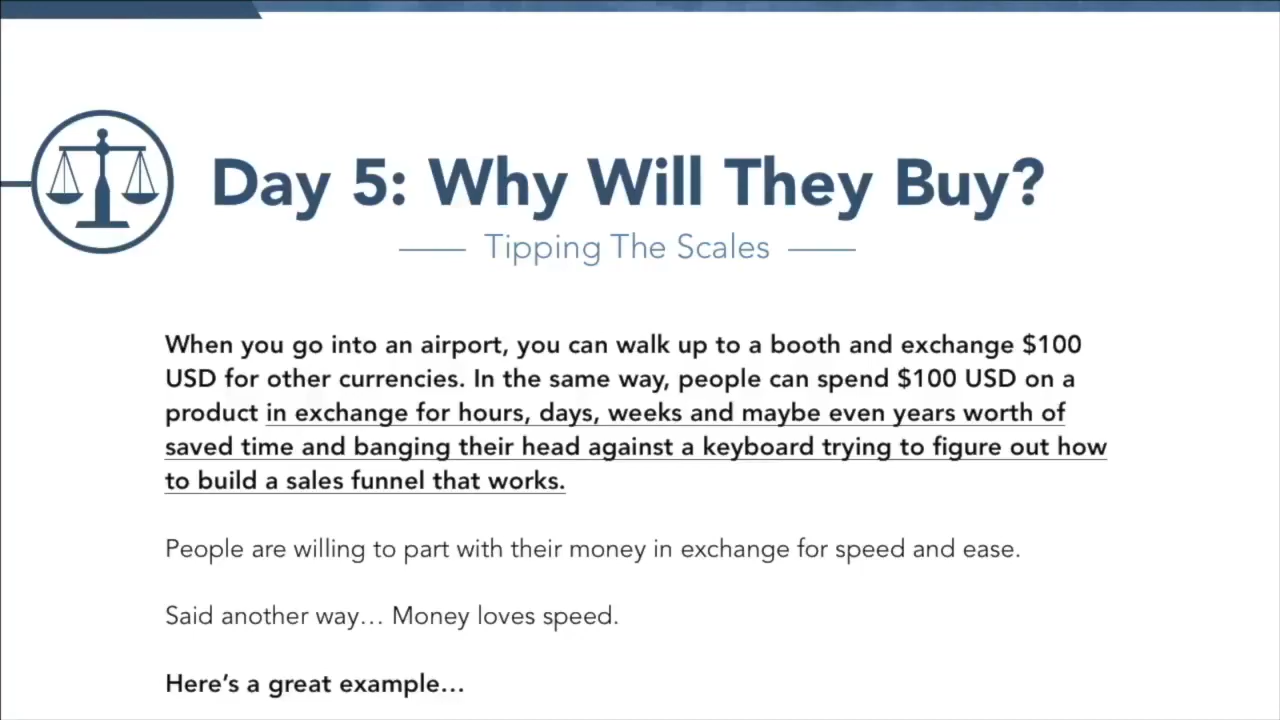 Day 5: Why Will They Buy?
Tipping The Scales
When you go into an airport, you can walk up to a booth and exchange $100
USD for other currencies. In the same way, people can spend $100 USD on a
product in exchange for hours, days, weeks and maybe even years worth of
saved time and banging their head against a keyboard trying to figure out how
to build a sales funnel that works.
People are willing to part with their money in exchange for speed and ease.
Said another way… Money loves speed.
Here’s a great example…